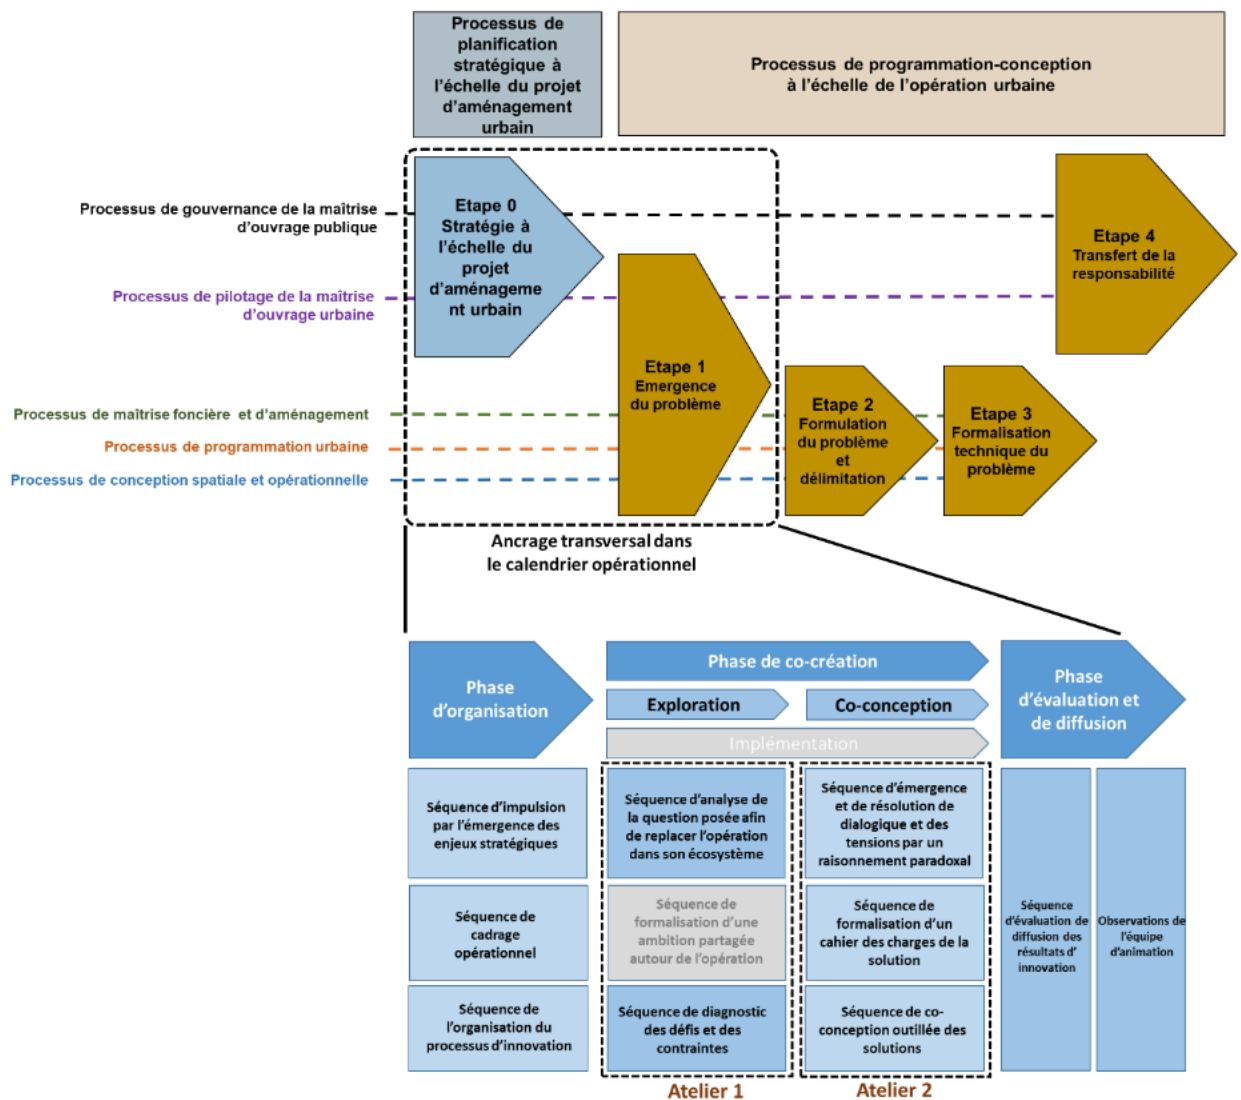 Processus de
planification
stratégique à
l'échelle du projet
d'aménagement
urbain
Processus de programmation-conception
à l'échelle de l'opération urbaine
Processus de gouvernance de la maîtrise
d'ouvrage publique
Etape 0
Stratégie à
l'échelle du
projet
d'aménageme
nt urbain
Etape 4
Transfert de la
responsabilité
Processus de pilotage de la maîtrise
d'ouvrage urbaine
Etape 1
Emergence
du problème
Processus de maîtrise foncière et d'aménagement
Processus de programmation urbaine
Processus de conception spatiale et opérationnelle
Etape 2
Formulation
du problème
et
délimitation
Etape 3
Formalisation
technique du
problème
Ancrage transversal dans
le calendrier opérationnel
Phase
d'organisation
Phase de co-création
Exploration
Co-conception
Implémentation
Phase
d'évaluation et
de diffusion
Séquence d'impulsion
par l'émergence des
enjeux stratégiques
Séquence d'analyse de
la question posée afin
de replacer l'opération
dans son écosystème
Séquence d'émergence
et de résolution de
dialogique et des
tensions par un
raisonnement paradoxal
Séquence de
cadrage
opérationnel
Séquence de
formalisation d'une
ambition partagée
autour de l'opération
Séquence de
formalisation d'un
cahier des charges de la
solution
Séquence
d'évaluation de
diffusion des
résultats d'
innovation
Observations de
l'équipe
d'animation
Séquence de
l'organisation du
processus d'innovation
Séquence de diagnostic
des défis et des
contraintes
Séquence de co-
conception outillée des
solutions
Atelier 1
Atelier 2